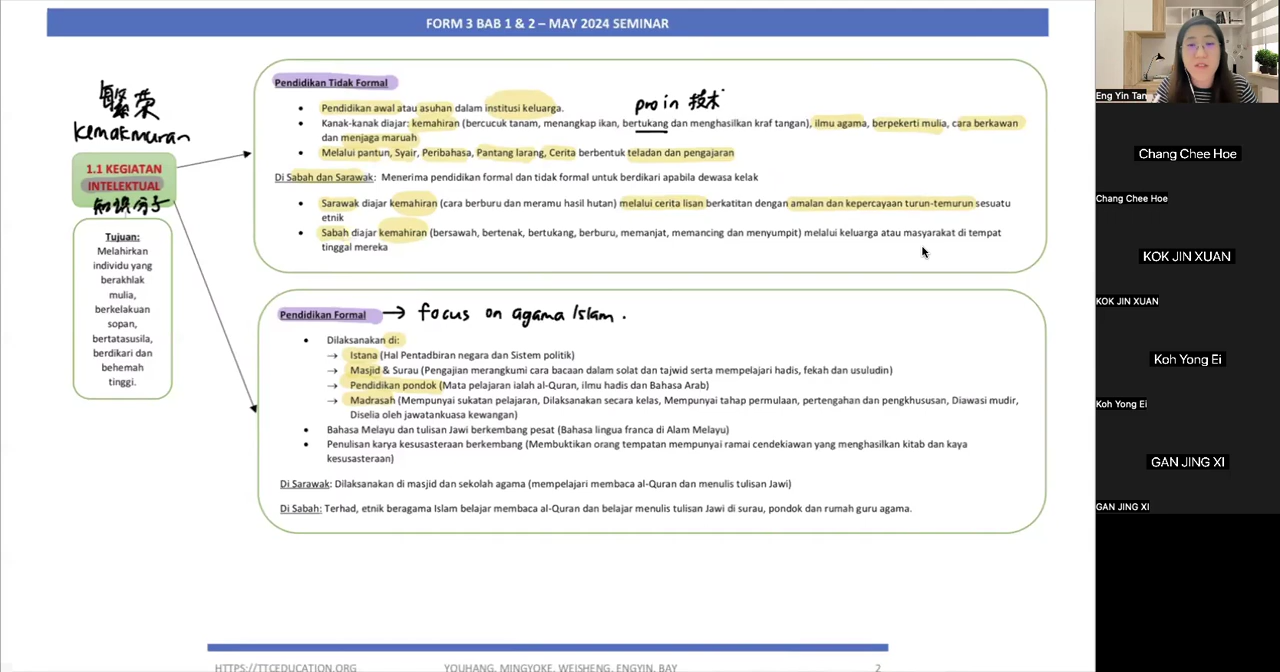 FORM 3 BAB 1 & 2 – MAY 2024 SEMINAR
繁荣
Kemakmuran
1.1 KEGIATAN
INTELEKTUAL
知识分子
Tujuan:
Melahirkan
individu yang
berakhlak
mulia,
berkelakuan
sopan,
bertatasusila,
berdikari dan
behemah
tinggi.
Pendidikan Tidak Formal
• Pendidikan awal atau asuhan dalam institusi keluarga.
pro in 技术
• Kanak-kanak diajar: kemahiran (bercucuk tanam, menangkap ikan, bertukang dan menghasilkan kraf tangan), ilmu agama, berpekerti mulia, cara berkawan
dan menjaga maruah
• Melalui pantun, Syair, Peribahasa, Pantang larang, Cerita berbentuk teladan dan pengajaran
Di Sabah dan Sarawak: Menerima pendidikan formal dan tidak formal untuk berdikari apabila dewasa kelak
• Sarawak diajar kemahiran (cara berburu dan meramu hasil hutan) melalui cerita lisan berkatitan dengan amalan dan kepercayaan turun-temurun sesuatu
etnik
• Sabah diajar kemahiran (bersawah, bertenak, bertukang, berburu, memanjat, memancing dan menyumpit) melalui keluarga atau masyarakat di tempat
tinggal mereka
Pendidikan Formal → focus on agama Islam.
• Dilaksanakan di:
→ Istana (Hal Pentadbiran negara dan Sistem politik)
→ Masjid & Surau (Pengajian merangkumi cara bacaan dalam solat dan tajwid serta mempelajari hadis, fekah dan usuludin)
→ Pendidikan pondok (Mata pelajaran ialah al-Quran, ilmu hadis dan Bahasa Arab)
→ Madrasah (Mempunyai sukatan pelajaran, Dilaksanakan secara kelas, Mempunyai tahap permulaan, pertengahan dan pengkhususan, Diawasi mudir,
Diselia oleh jawatankuasa kewangan)
• Bahasa Melayu dan tulisan Jawi berkembang pesat (Bahasa lingua franca di Alam Melayu)
• Penulisan karya kesusasteraan berkembang (Membuktikan orang tempatan mempunyai ramai cendekiawan yang menghasilkan kitab dan kaya
kesusasteraan)
Di Sarawak: Dilaksanakan di masjid dan sekolah agama (mempelajari membaca al-Quran dan menulis tulisan Jawi)
Di Sabah: Terhad, etnik beragama Islam belajar membaca al-Quran dan belajar menulis tulisan Jawi di surau, pondok dan rumah guru agama.
HTTPS://TTCEDUCATION.ORG YOUHANG, MINGYOKE, WEISHENG, ENGYIN, BAY 2
Eng Yin Tan
Chang Chee Hoe
Chang Chee Hoe
KOK JIN XUAN
KOK JIN XUAN
Koh Yong Ei
Koh Yong Ei
GAN JING XI
GAN JING XI